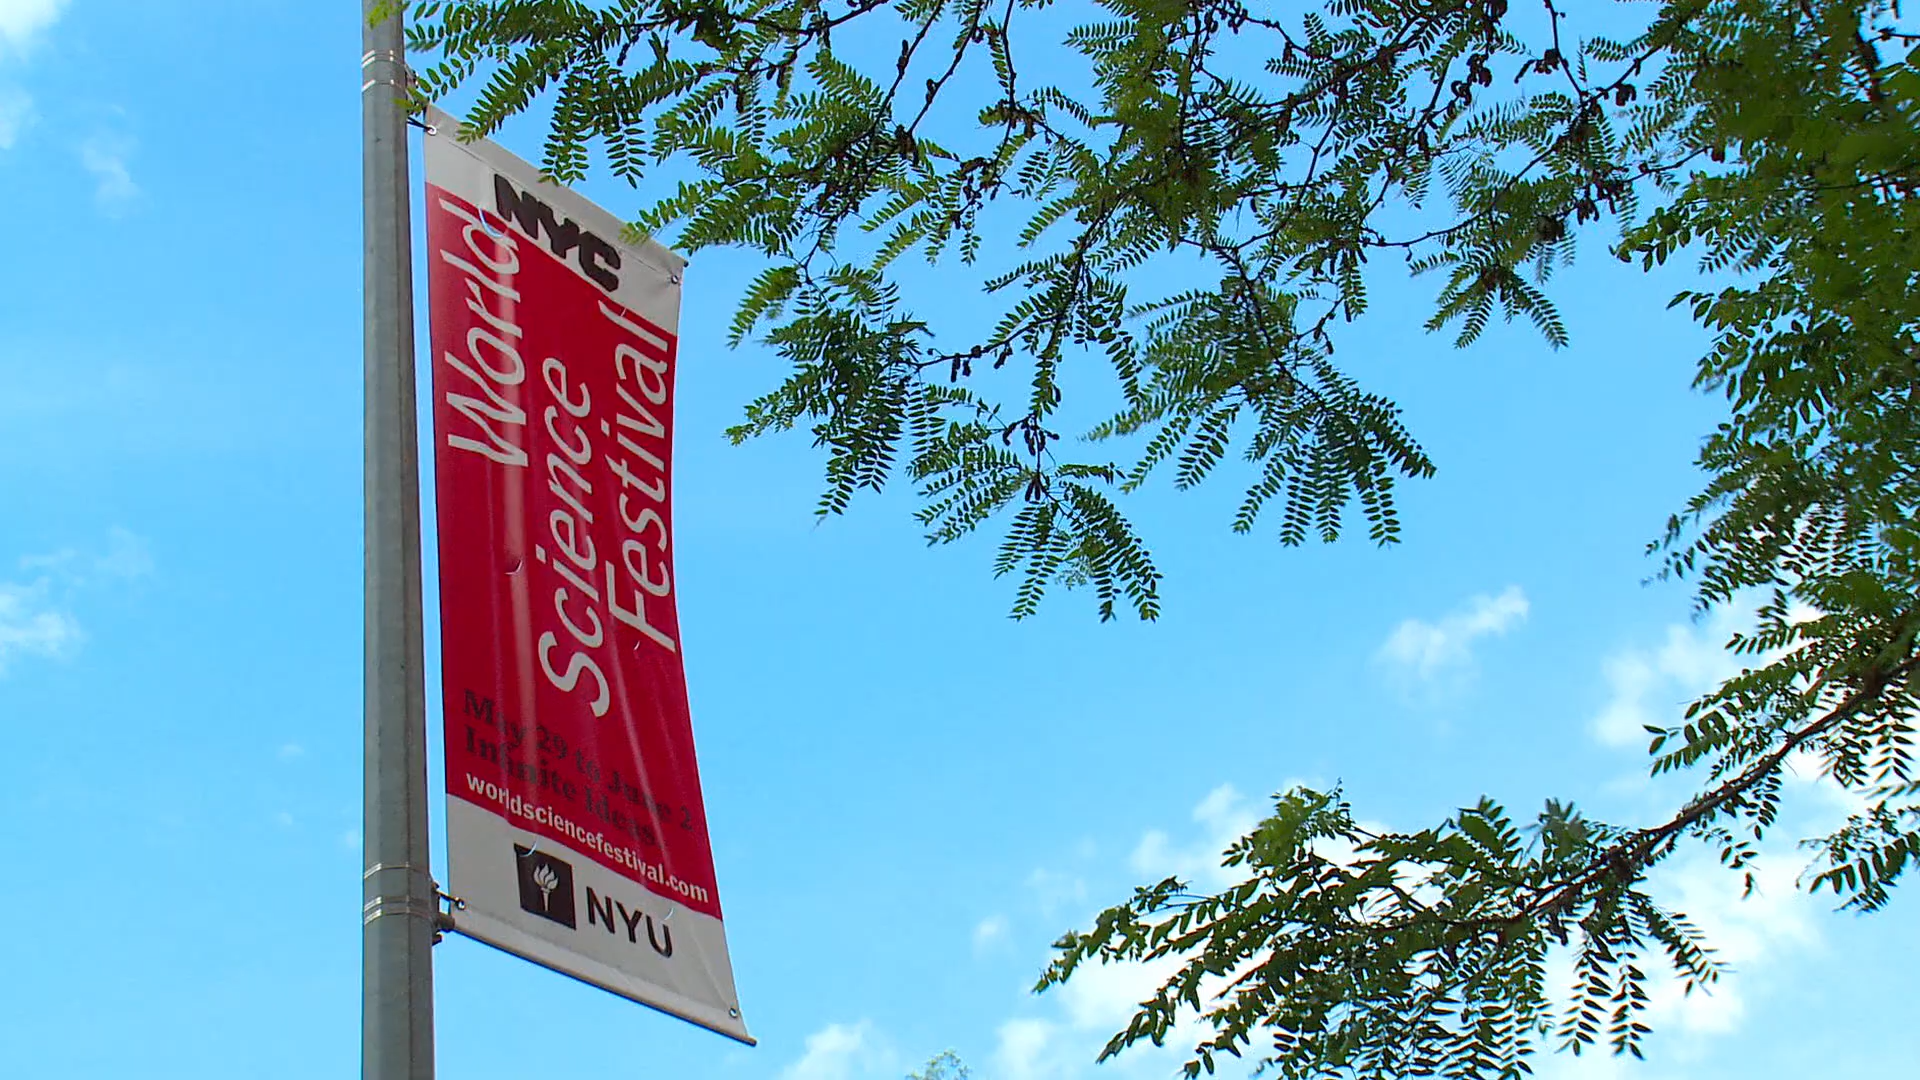 NYC
World
Science
Festival
May 29 to June 2
Infinite Ideas
worldsciencefestival.com
NYU